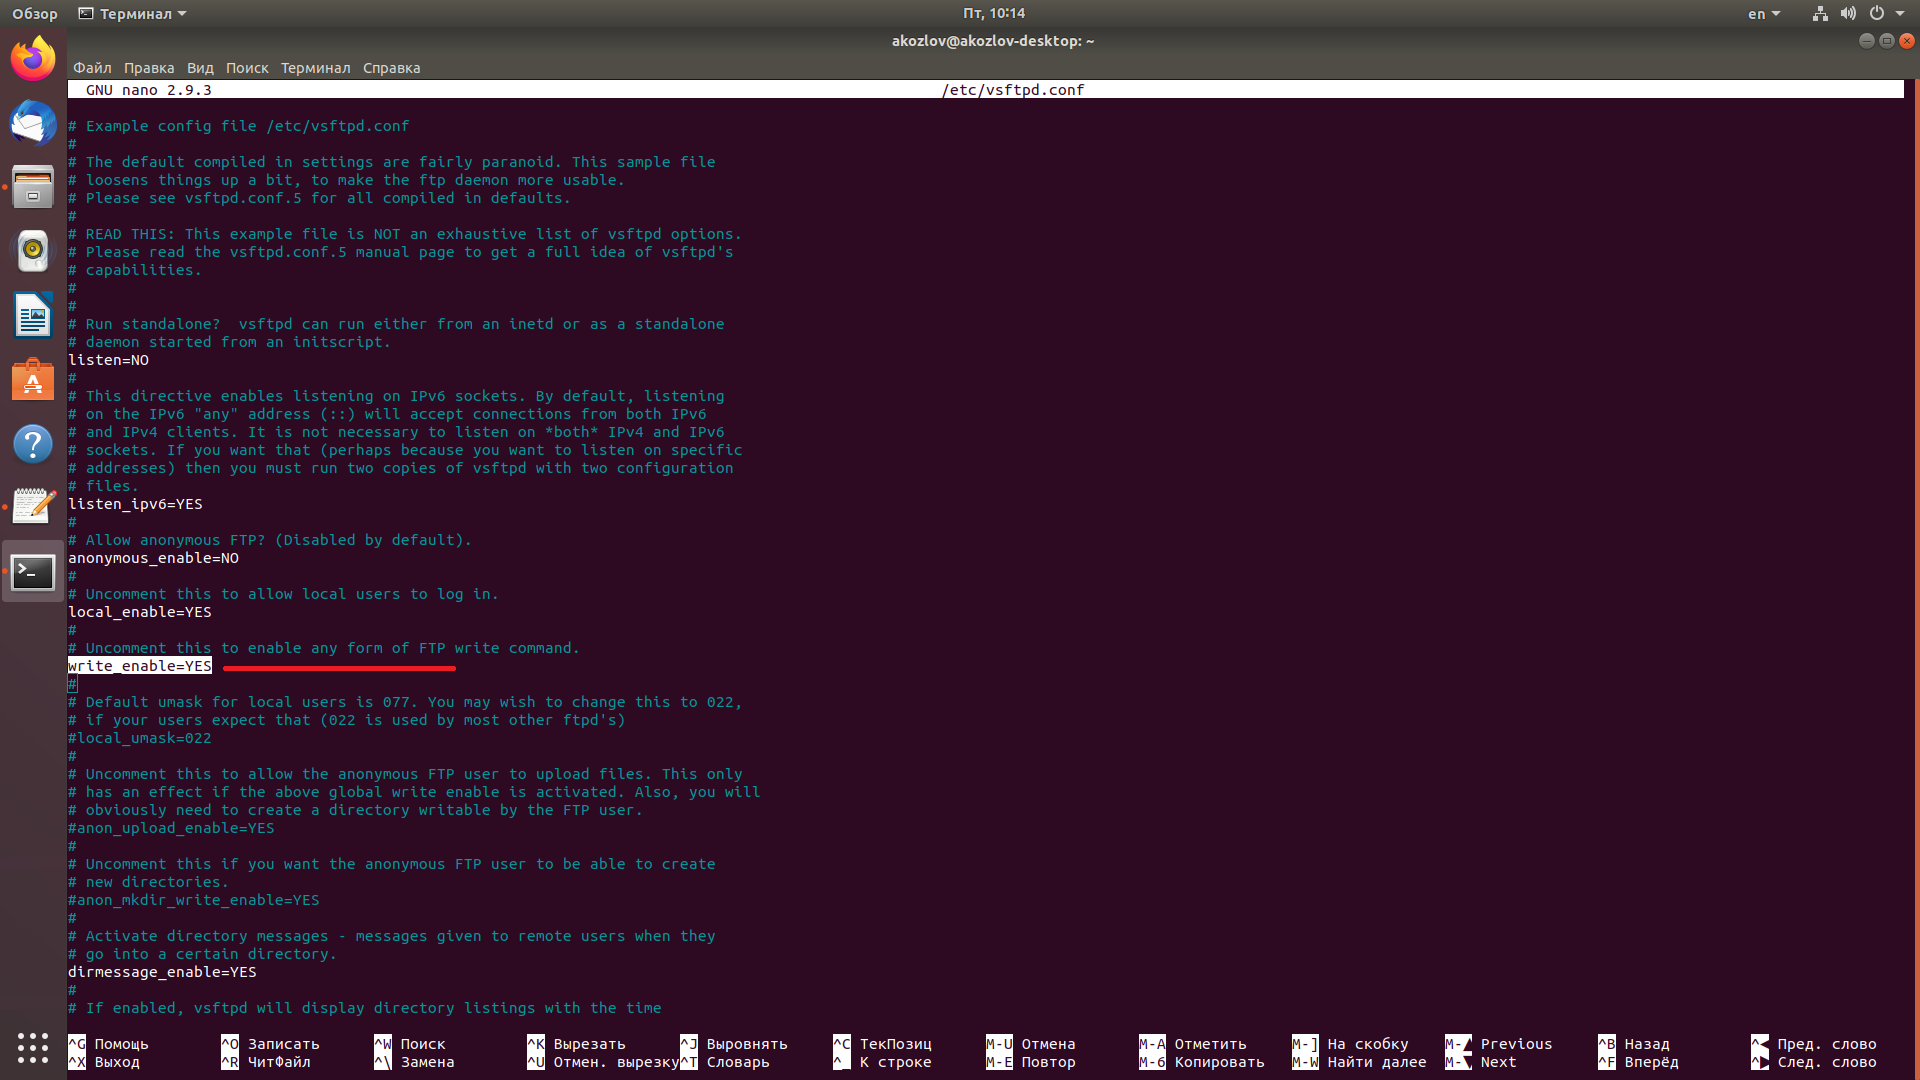 Обзор Терминал Пт, 10:14 en
akozlov@akozlov-desktop: ~
Файл Правка Вид Поиск Терминал Справка
GNU nano 2.9.3 /etc/vsftpd.conf
# Example config file /etc/vsftpd.conf
#
# The default compiled in settings are fairly paranoid. This sample file
# loosens things up a bit, to make the ftp daemon more usable.
# Please see vsftpd.conf.5 for all compiled in defaults.
#
# READ THIS: This example file is NOT an exhaustive list of vsftpd options.
# Please read the vsftpd.conf.5 manual page to get a full idea of vsftpd's
# capabilities.
#
#
# Run standalone?  vsftpd can run either from an inetd or as a standalone
# daemon started from an initscript.
listen=NO
#
# This directive enables listening on IPv6 sockets. By default, listening
# on the IPv6 "any" address (::) will accept connections from both IPv6
# and IPv4 clients. It is not necessary to listen on *both* IPv4 and IPv6
# sockets. If you want that (perhaps because you want to listen on specific
# addresses) then you must run two copies of vsftpd with two configuration
# files.
listen_ipv6=YES
#
# Allow anonymous FTP? (Disabled by default).
anonymous_enable=NO
#
# Uncomment this to allow local users to log in.
local_enable=YES
#
# Uncomment this to enable any form of FTP write command.
write_enable=YES
#
# Default umask for local users is 077. You may wish to change this to 022,
# if your users expect that (022 is used by most other ftpd's)
#local_umask=022
#
# Uncomment this to allow the anonymous FTP user to upload files. This only
# has an effect if the above global write enable is activated. Also, you will
# obviously need to create a directory writable by the FTP user.
#anon_upload_enable=YES
#
# Uncomment this if you want the anonymous FTP user to be able to create
# new directories.
#anon_mkdir_write_enable=YES
#
# Activate directory messages - messages given to remote users when they
# go into a certain directory.
dirmessage_enable=YES
#
# If enabled, vsftpd will display directory listings with the time
^G Помощь ^O Записать ^W Поиск ^K Вырезать ^J Выровнять ^C ТекПозиц M-U Отмена M-A Отметить M-] На скобку M-▲ Previous ^B Назад ^◀ Пред. слово
^X Выход ^R ЧитФайл ^\ Замена ^U Отмен. вырезку ^T Словарь ^_ К строке M-E Повтор M-6 Копировать M-W Найти далее M-▼ Next ^F Вперёд ^▶ След. слово